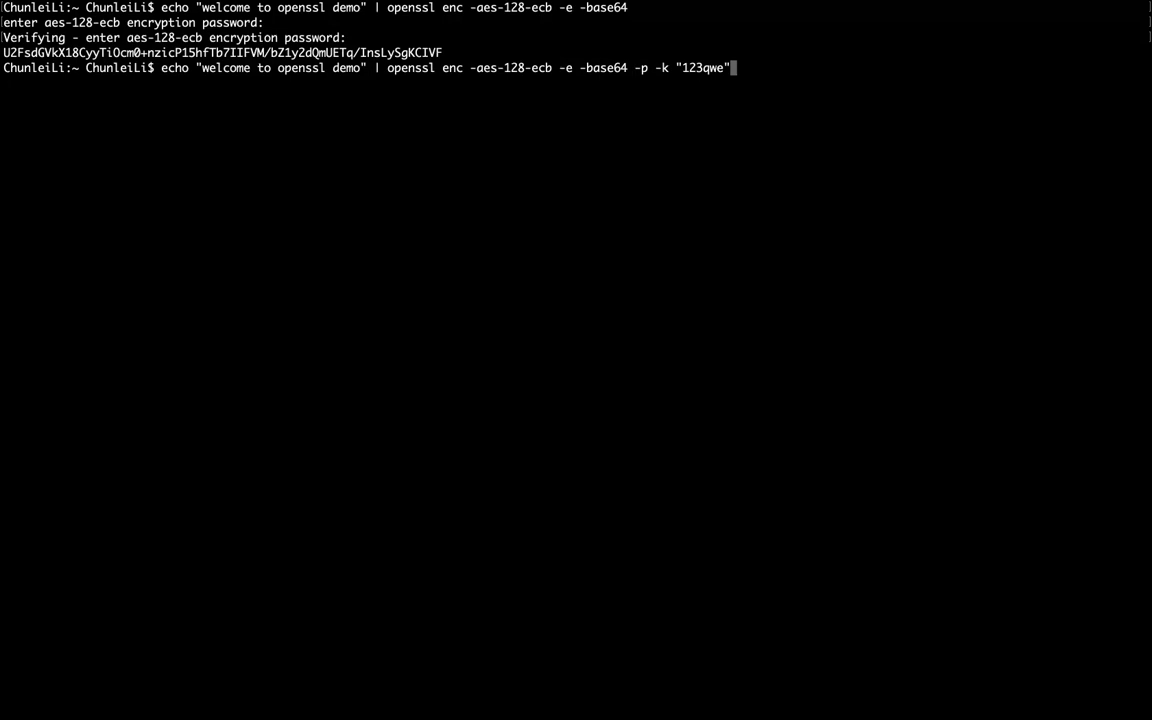 ChunleiLi:~ ChunleiLi$ echo "welcome to openssl demo" | openssl enc -aes-128-ecb -e -base64
enter aes-128-ecb encryption password:
Verifying - enter aes-128-ecb encryption password:
U2FsdGVkX18CyyTiOcm0+nzicP15hfTb7IIFVM/bZ1y2dQmUETq/InsLySgKCIVF
ChunleiLi:~ ChunleiLi$ echo "welcome to openssl demo" | openssl enc -aes-128-ecb -e -base64 -p -k "123qwe"